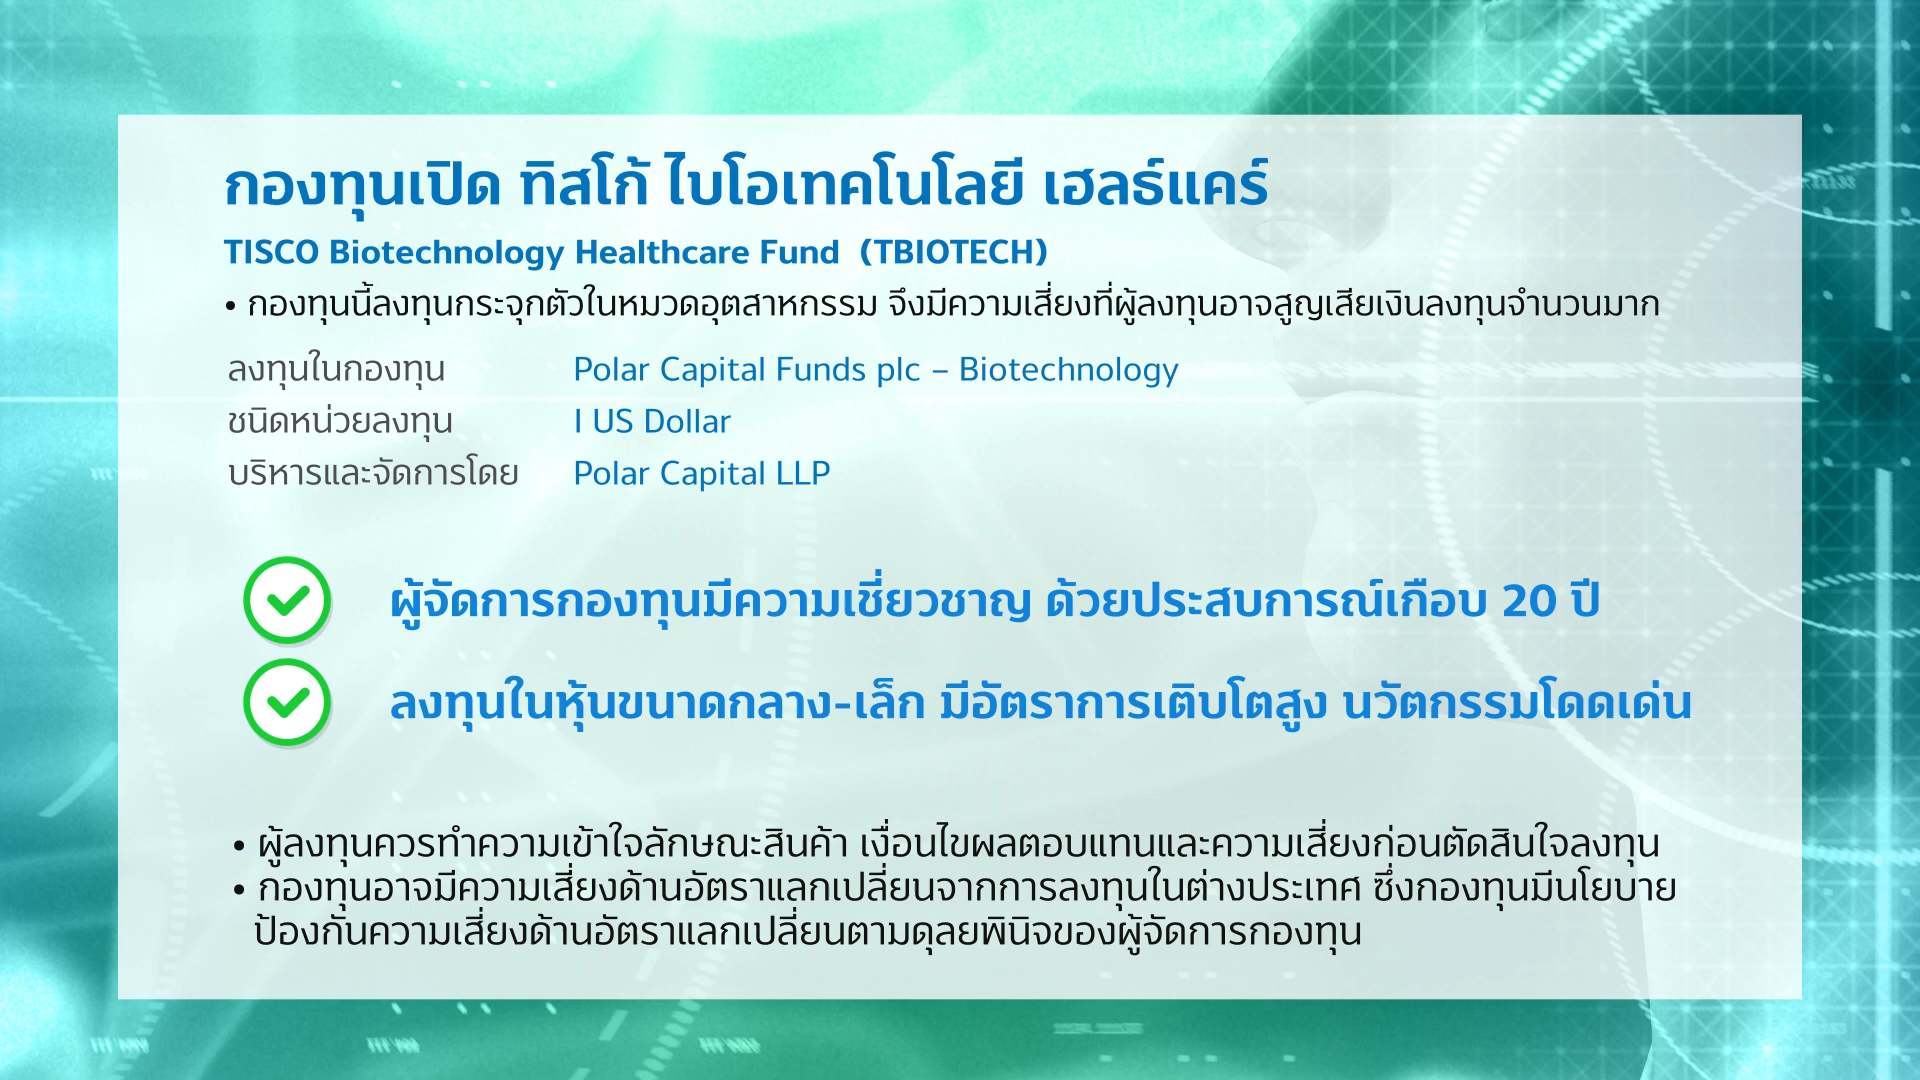 กองทุนเปิด ทิสโก้ ไบโอเทคโนโลยี เฮลธ์แคร์
TISCO Biotechnology Healthcare Fund (TBIOTECH)
• กองทุนนี้ลงทุนกระจุกตัวในหมวดอุตสาหกรรม จึงมีความเสี่ยงที่ผู้ลงทุนอาจสูญเสียเงินลงทุนจำนวนมาก
ลงทุนในกองทุน Polar Capital Funds plc – Biotechnology
ชนิดหน่วยลงทุน I US Dollar
บริหารและจัดการโดย Polar Capital LLP
ผู้จัดการกองทุนมีความเชี่ยวชาญ ด้วยประสบการณ์เกือบ 20 ปี
ลงทุนในหุ้นขนาดกลาง-เล็ก มีอัตราการเติบโตสูง นวัตกรรมโดดเด่น
• ผู้ลงทุนควรทำความเข้าใจลักษณะสินค้า เงื่อนไขผลตอบแทนและความเสี่ยงก่อนตัดสินใจลงทุน
• กองทุนอาจมีความเสี่ยงด้านอัตราแลกเปลี่ยนจากการลงทุนในต่างประเทศ ซึ่งกองทุนมีนโยบาย
ป้องกันความเสี่ยงด้านอัตราแลกเปลี่ยนตามดุลยพินิจของผู้จัดการกองทุน